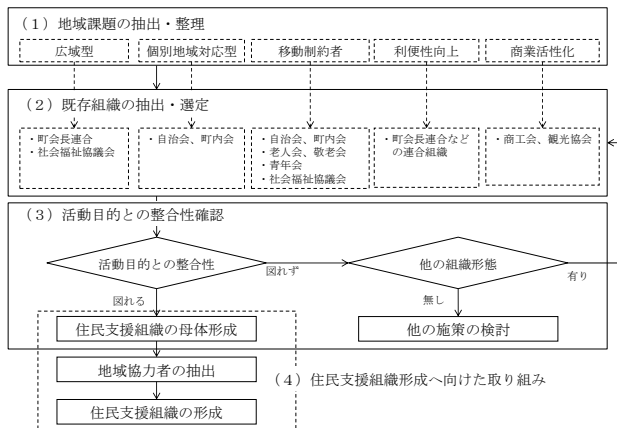 （１）地域課題の抽出・整理
広域型
個別地域対応型
移動制約者
利便性向上
商業活性化
（２）既存組織の抽出・選定
・町会長連合
・社会福祉協議会
・自治会、町内会
・自治会、町内会
・老人会、敬老会
・青年会
・社会福祉協議会
・町会長連合など
の連合組織
・商工会、観光協会
（３）活動目的との整合性確認
活動目的との整合性
図れず
他の組織形態
有り
図れる
無し
住民支援組織の母体形成
他の施策の検討
地域協力者の抽出
（４）住民支援組織形成へ向けた取り組み
住民支援組織の形成